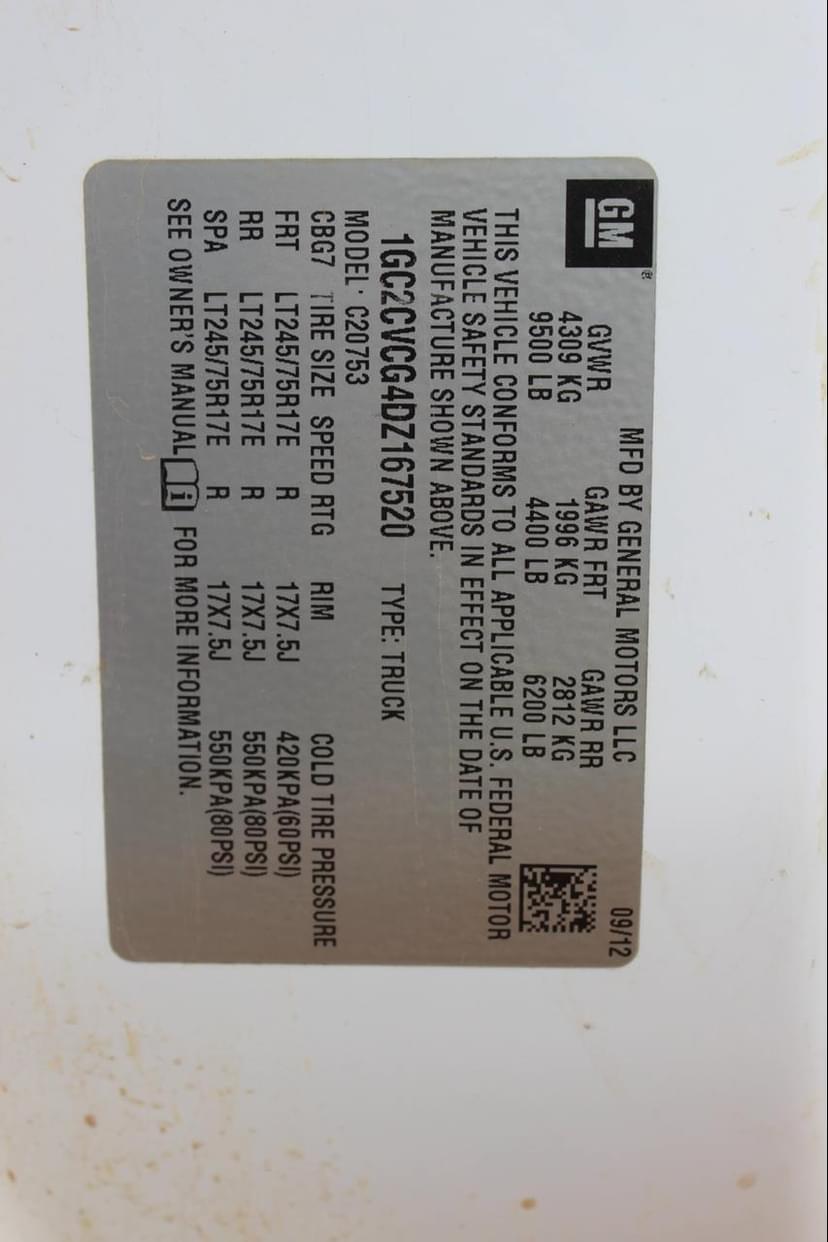 GM®
MFD BY GENERAL MOTORS LLC 09/12
GVWR GAWR FRT GAWR RR
4309 KG 1996 KG 2812 KG
9500 LB 4400 LB 6200 LB
THIS VEHICLE CONFORMS TO ALL APPLICABLE U.S. FEDERAL MOTOR
VEHICLE SAFETY STANDARDS IN EFFECT ON THE DATE OF
MANUFACTURE SHOWN ABOVE.
1GC2CVCG4DZ167520 TYPE: TRUCK
MODEL: C20753
CBG7 TIRE SIZE SPEED RTG RIM COLD TIRE PRESSURE
FRT LT245/75R17E R 17X7.5J 420KPA(60PSI)
RR LT245/75R17E R 17X7.5J 550KPA(80PSI)
SPA LT245/75R17E R 17X7.5J 550KPA(80PSI)
SEE OWNER'S MANUAL i FOR MORE INFORMATION.